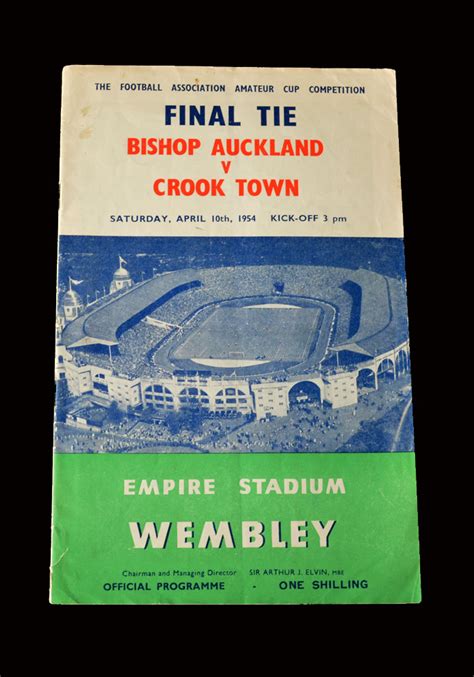 THE FOOTBALL ASSOCIATION AMATEUR CUP COMPETITION
FINAL TIE
BISHOP AUCKLAND
v
CROOK TOWN
SATURDAY, APRIL 10th, 1954 KICK-OFF 3 pm
EMPIRE STADIUM
WEMBLEY
Chairman and Managing Director SIR ARTHUR J. ELVIN, MBE
OFFICIAL PROGRAMME - ONE SHILLING